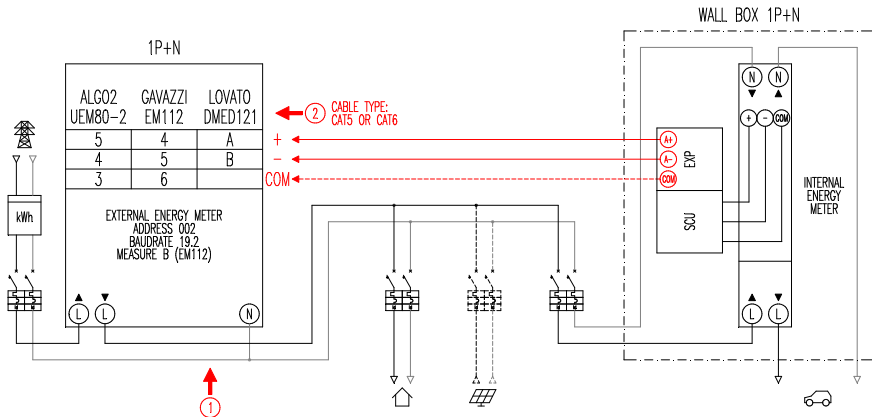 WALL BOX 1P+N
1P+N
ALGO2 GAVAZZI LOVATO
UEM80-2 EM112 DMED121
5 4 A
4 5 B
3 6
2 CABLE TYPE:
CAT5 OR CAT6
+
-
COM
A+
A-
COM
EXP
SCU
N N
+ - COM
INTERNAL
ENERGY
METER
kWh
EXTERNAL ENERGY METER
ADDRESS 002
BAUDRATE 19.2
MEASURE B (EM112)
L L N
L L
1